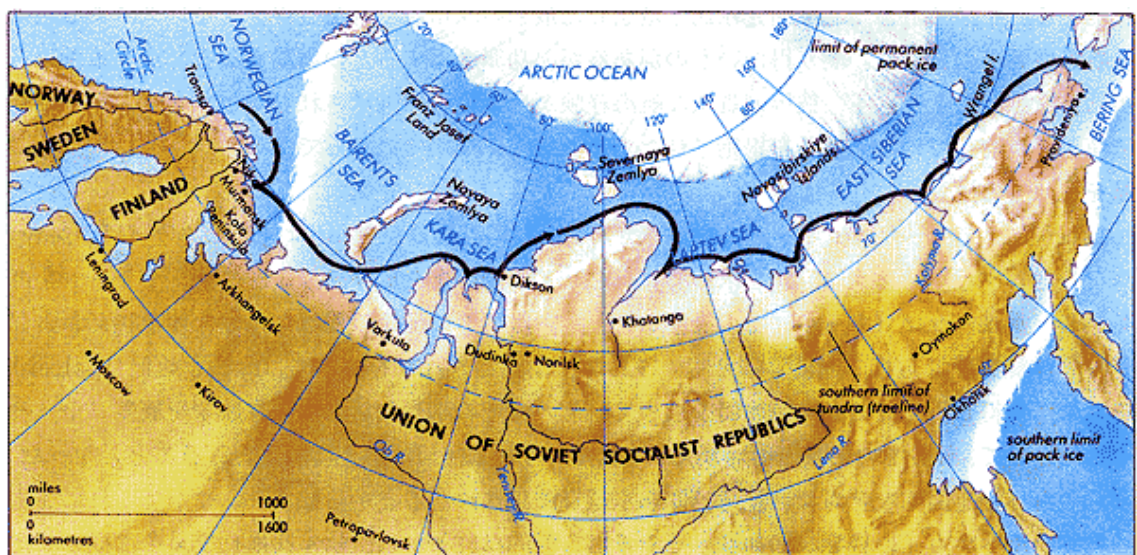 NORWEGIAN
SEA
Arctic
Circle
Tromsø
NORWAY
SWEDEN
FINLAND
Murmansk
Kola
Peninsula
Leningrad
Moscow
Kirov
Arkhangelsk
BARENTS
SEA
20°
40°
60°
80°
100°
120°
140°
160°
180°
80°
70°
60°
Franz Josef
Land
Novaya
Zemlya
KARA SEA
ARCTIC OCEAN
limit of permanent
pack ice
Severnaya
Zemlya
Novosibirskiye
Islands
LAPTEV SEA
EAST SIBERIAN
SEA
Wrangel I.
BERING SEA
Provideniya
Dikson
Khatanga
Varkula
Dudinka
Norilsk
Kolyma R.
Oymakon
Okhotsk
southern limit of
tundra (treeline)
southern limit
of pack ice
UNION OF SOVIET SOCIALIST REPUBLICS
Ob R.
Yenisey R.
Lena R.
Petropavlovsk
miles
0 1000
0 1600
kilometres